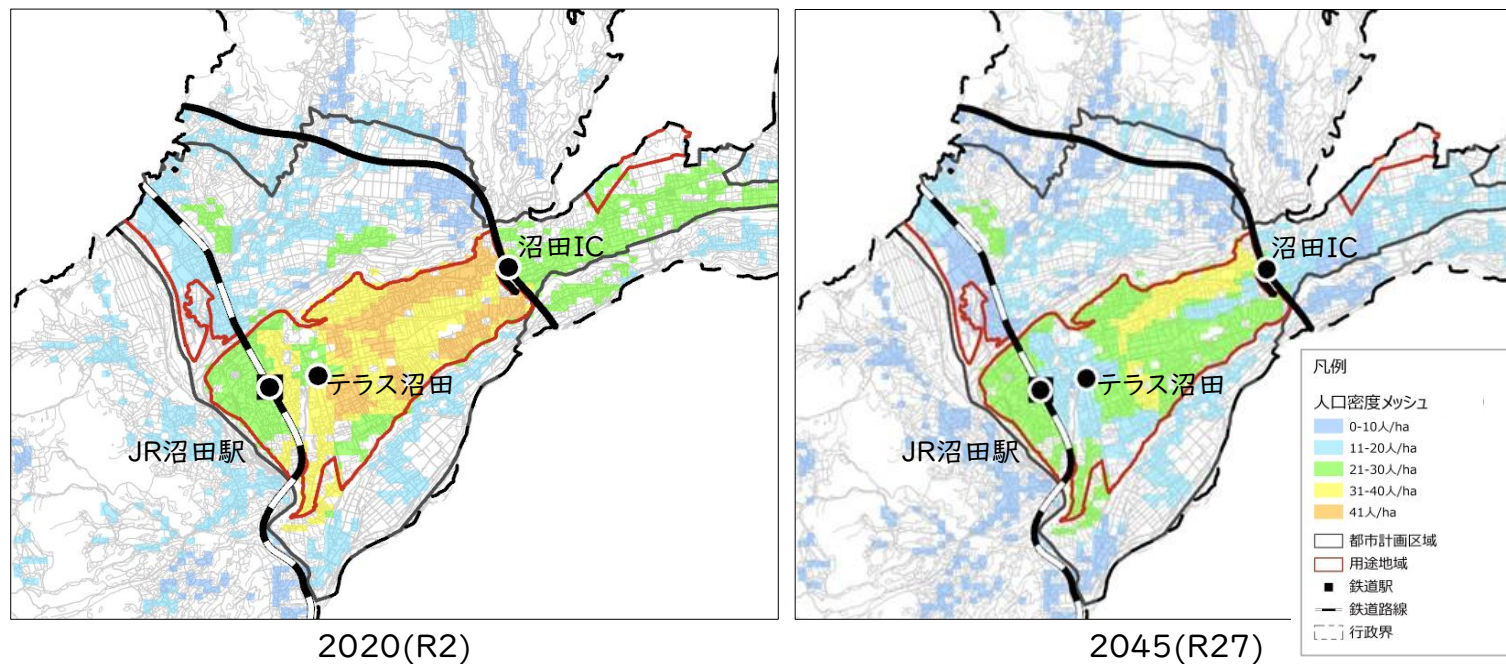 沼田IC
テラス沼田
JR沼田駅
2020(R2)
沼田IC
テラス沼田
JR沼田駅
2045(R27)
凡例
人口密度メッシュ
0-10人/ha
11-20人/ha
21-30人/ha
31-40人/ha
41人/ha
都市計画区域
用途地域
鉄道駅
鉄道路線
行政界